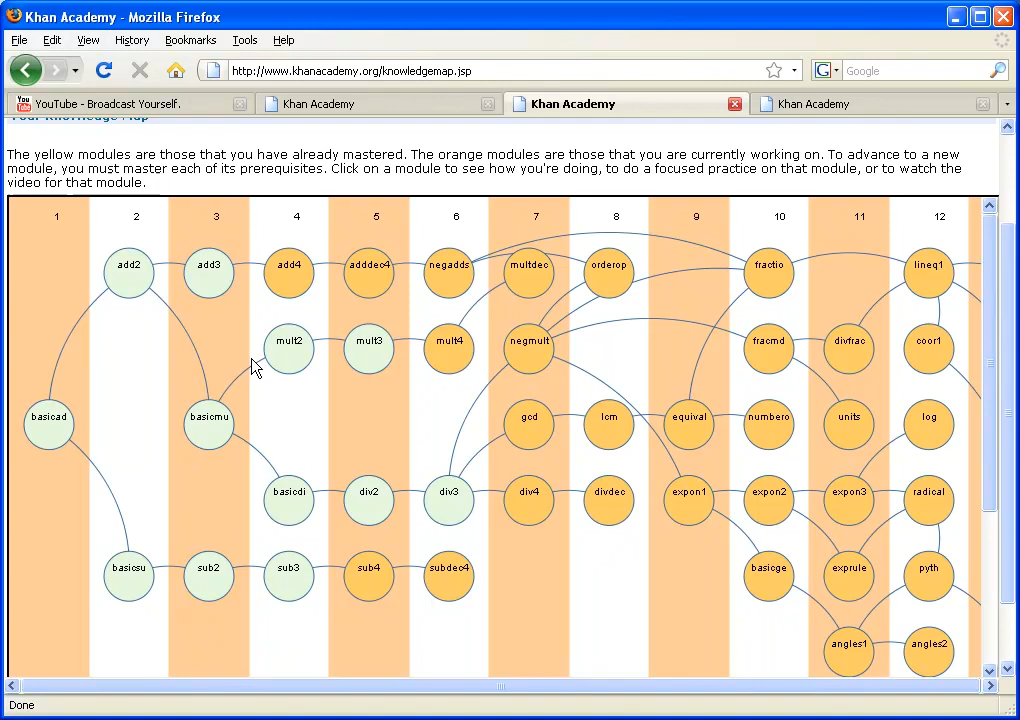 Khan Academy - Mozilla Firefox
File Edit View History Bookmarks Tools Help
http://www.khanacademy.org/knowledgemap.jsp
G Google
You Tube YouTube - Broadcast Yourself. Khan Academy Khan Academy Khan Academy
Your Knowledge Map
The yellow modules are those that you have already mastered. The orange modules are those that you are currently working on. To advance to a new
module, you must master each of its prerequisites. Click on a module to see how you're doing, to do a focused practice on that module, or to watch the
video for that module.
1 2 3 4 5 6 7 8 9 10 11 12
add2 add3 add4 adddec4 negadds multdec orderop fractio lineq1
mult2 mult3 mult4 negmult fracmd divfrac coor1
basicad basicmu gcd lcm equival numbero units log
basicdi div2 div3 div4 divdec expon1 expon2 expon3 radical
basicsu sub2 sub3 sub4 subdec4 basicge exprule pyth
angles1 angles2
Done